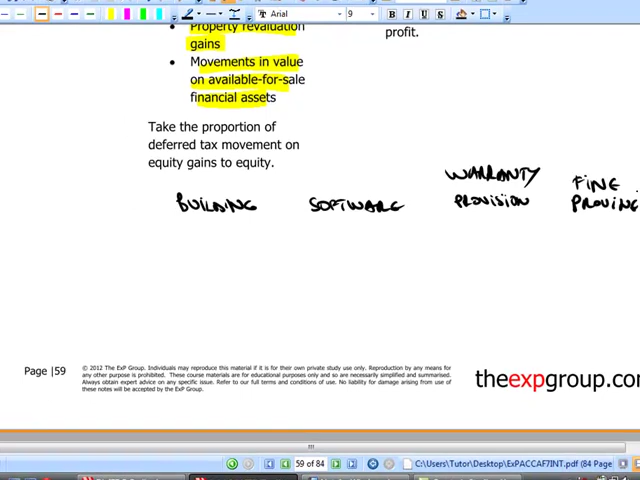 Arial
9
B
I
U
S
Property revaluation
gains
profit.
• Movements in value
on available-for-sale
financial assets
Take the proportion of
deferred tax movement on
equity gains to equity.
BUILDING
SOFTWARE
WARRANTY
PROVISION
FINE
Page |59
© 2012 The ExP Group. Individuals may reproduce this material if it is for their own private study use only. Reproduction by any means for
any other purpose is prohibited. These course materials are for educational purposes only and so are necessarily simplified and summarised.
Always obtain expert advice on any specific issue. Refer to our full terms and conditions of use. No liability for damage arising from use of
these notes will be accepted by the ExP Group.
theexpgroup.com
59 of 84
C:\Users\Tutor\Desktop\ExPACCAF7INT.pdf (84 Page